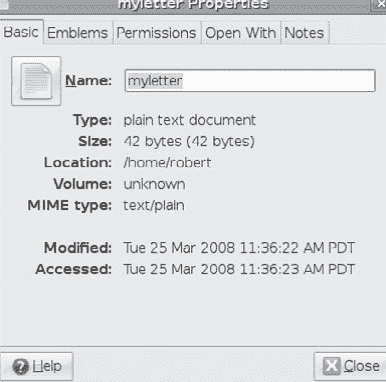 myletter Properties
Basic Emblems Permissions Open With Notes
Name: myletter
Type: plain text document
Size: 42 bytes (42 bytes)
Location: /home/robert
Volume: unknown
MIME type: text/plain
Modified: Tue 25 Mar 2008 11:36:22 AM PDT
Accessed: Tue 25 Mar 2008 11:36:23 AM PDT
Help Close